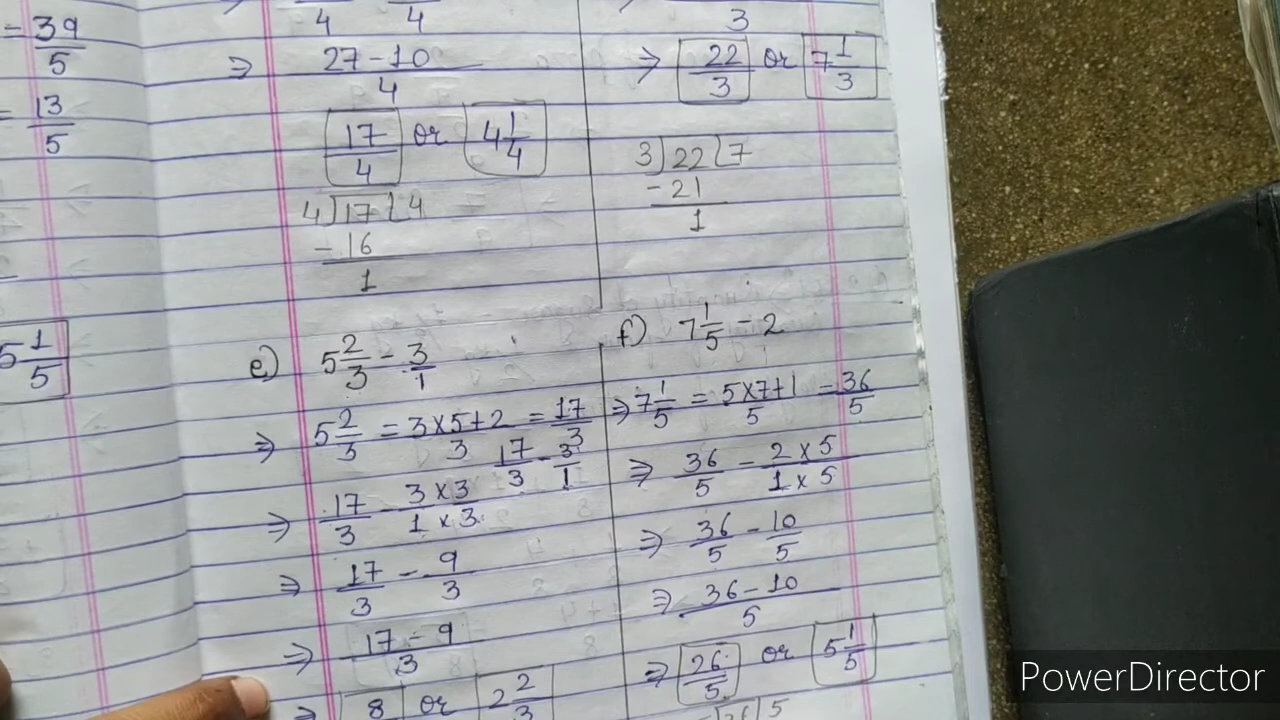 = 39/5
= 13/5
5 1/5
4 4
⇒ 27 - 10 / 4
17/4 or 4 1/4
4 ) 17 ( 4
- 16
1
3
⇒ 22/3 or 7 1/3
3 ) 22 ( 7
- 21
1
e) 5 2/3 - 3/1
⇒ 5 2/3 = 3×5+2 / 3 = 17/3
17/3 - 3/1
⇒ 17/3 - 3×3 / 1×3
⇒ 17/3 - 9/3
⇒ 17 - 9 / 3
⇒ 8 or 2 2/3
f) 7 1/5 - 2
⇒ 7 1/5 = 5×7+1 / 5 = 36/5
⇒ 36/5 - 2×5 / 1×5
⇒ 36/5 - 10/5
⇒ 36 - 10 / 5
⇒ 26/5 or 5 1/5
5
PowerDirector